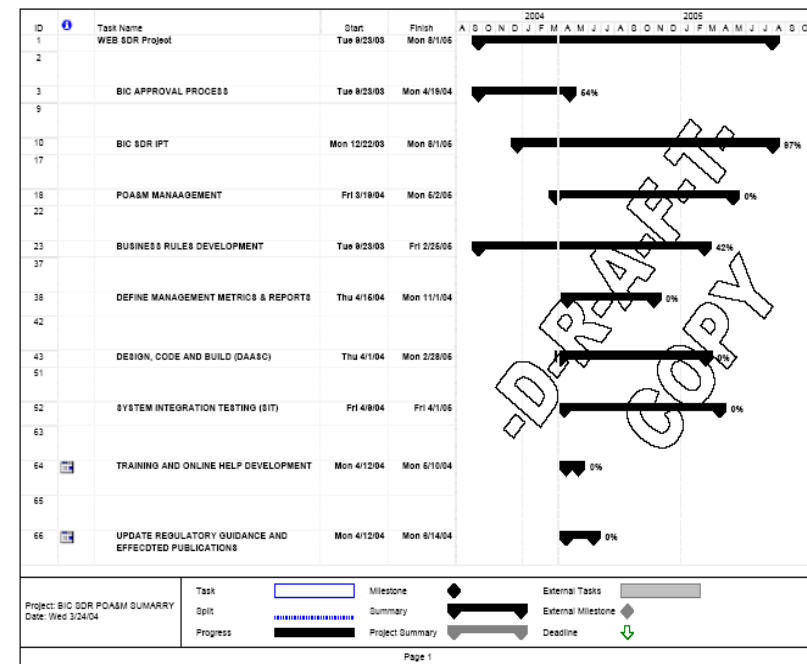 2004 2005
ID Task Name Start Finish A S O N D J F M A M J J A S O N D J F M A M J J A S O
1 WEB SDR Project Tue 9/23/03 Mon 8/1/05
2
3 BIC APPROVAL PROCESS Tue 9/23/03 Mon 4/19/04 64%
9
10 BIC SDR IPT Mon 12/22/03 Mon 8/1/05 97%
17
18 POA&M MANAAGEMENT Fri 3/19/04 Mon 5/2/05 0%
22
23 BUSINESS RULES DEVELOPMENT Tue 9/23/03 Fri 2/25/05 42%
37
38 DEFINE MANAGEMENT METRICS & REPORTS Thu 4/15/04 Mon 11/1/04 0%
42
43 DESIGN, CODE AND BUILD (DAASC) Thu 4/1/04 Mon 2/28/05 0%
51
52 SYSTEM INTEGRATION TESTING (SIT) Fri 4/9/04 Fri 4/1/05 0%
63
64 TRAINING AND ONLINE HELP DEVELOPMENT Mon 4/12/04 Mon 5/10/04 0%
65
66 UPDATE REGULATORY GUIDANCE AND Mon 4/12/04 Mon 6/14/04 0%
EFFECDTED PUBLICATIONS
-D-R-A-F-T-
COPY
Project: BIC SDR POA&M SUMARRY
Date: Wed 3/24/04
Task Milestone External Tasks
Split Summary External Milestone
Progress Project Summary Deadline
Page 1